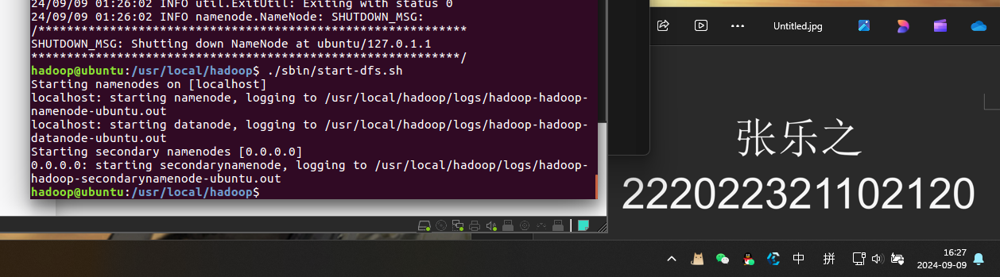 24/09/09 01:26:02 INFO util.ExitUtil: Exiting with status 0
24/09/09 01:26:02 INFO namenode.NameNode: SHUTDOWN_MSG:
/************************************************************
SHUTDOWN_MSG: Shutting down NameNode at ubuntu/127.0.1.1
************************************************************/
hadoop@ubuntu:/usr/local/hadoop$ ./sbin/start-dfs.sh
Starting namenodes on [localhost]
localhost: starting namenode, logging to /usr/local/hadoop/logs/hadoop-hadoop-
namenode-ubuntu.out
localhost: starting datanode, logging to /usr/local/hadoop/logs/hadoop-hadoop-
datanode-ubuntu.out
Starting secondary namenodes [0.0.0.0]
0.0.0.0: starting secondarynamenode, logging to /usr/local/hadoop/logs/hadoop-
hadoop-secondarynamenode-ubuntu.out
hadoop@ubuntu:/usr/local/hadoop$
Untitled.jpg
张乐之
222022321102120
中 拼
16:27
2024-09-09